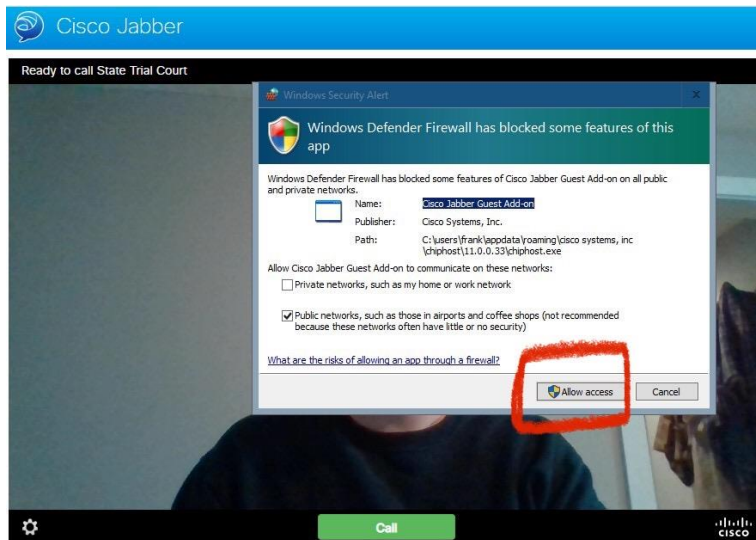 Cisco Jabber
Ready to call State Trial Court
Windows Security Alert
Windows Defender Firewall has blocked some features of this
app
Windows Defender Firewall has blocked some features of Cisco Jabber Guest Add-on on all public
and private networks.
Name: Cisco Jabber Guest Add-on
Publisher: Cisco Systems, Inc.
Path: C:\users\frank\appdata\roaming\cisco systems, inc
\chiphost\11.0.0.33\chiphost.exe
Allow Cisco Jabber Guest Add-on to communicate on these networks:
Private networks, such as my home or work network
Public networks, such as those in airports and coffee shops (not recommended
because these networks often have little or no security)
What are the risks of allowing an app through a firewall?
Allow access Cancel
Call
CISCO